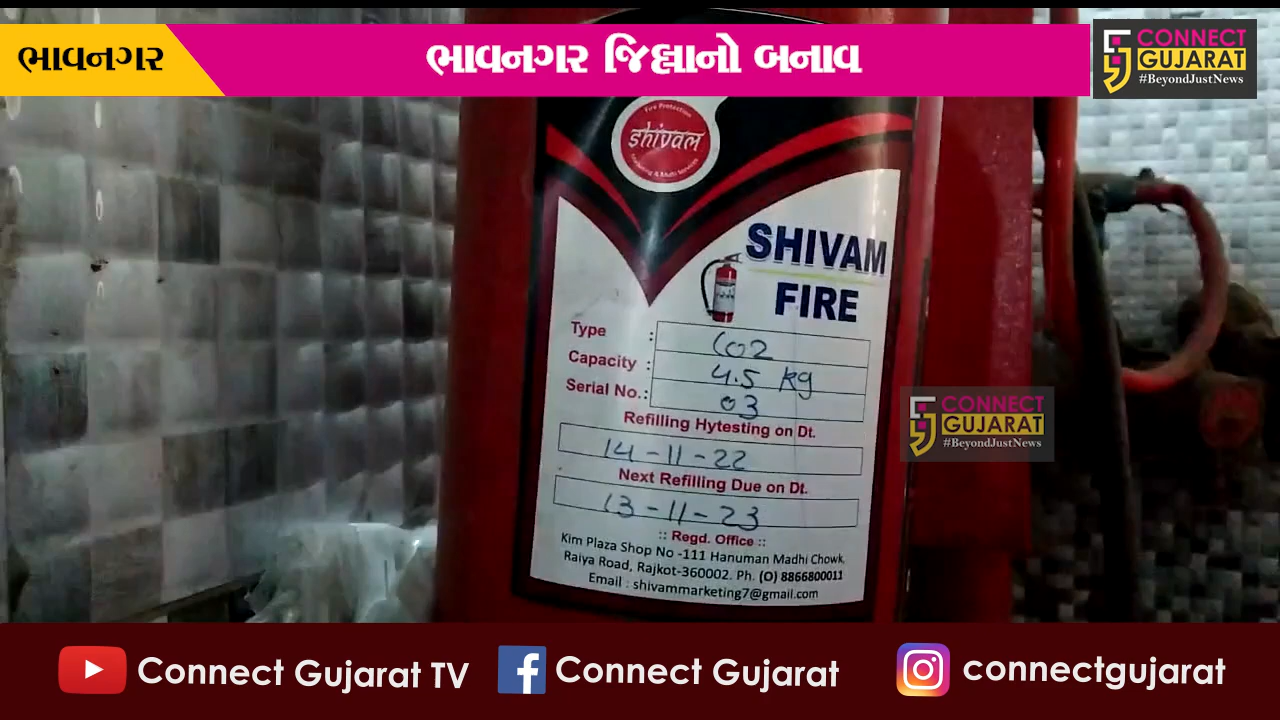 ભાવનગર
ભાવનગર જિલ્લાનો બનાવ
CONNECT
GUJARAT
#BeyondJustNews
Fire Protection
Shivam
SHIVAM
FIRE
Type : CO2
Capacity : 4.5 kg
Serial No.: 03
Refilling Hytesting on Dt.
14-11-22
Next Refilling Due on Dt.
13-11-23
:: Regd. Office ::
Kim Plaza Shop No -111 Hanuman Madhi Chowk,
Raiya Road, Rajkot-360002. Ph. (O) 8866800011
Email : shivammarketing7@gmail.com
CONNECT
GUJARAT
#BeyondJustNews
Connect Gujarat TV
Connect Gujarat
connectgujarat